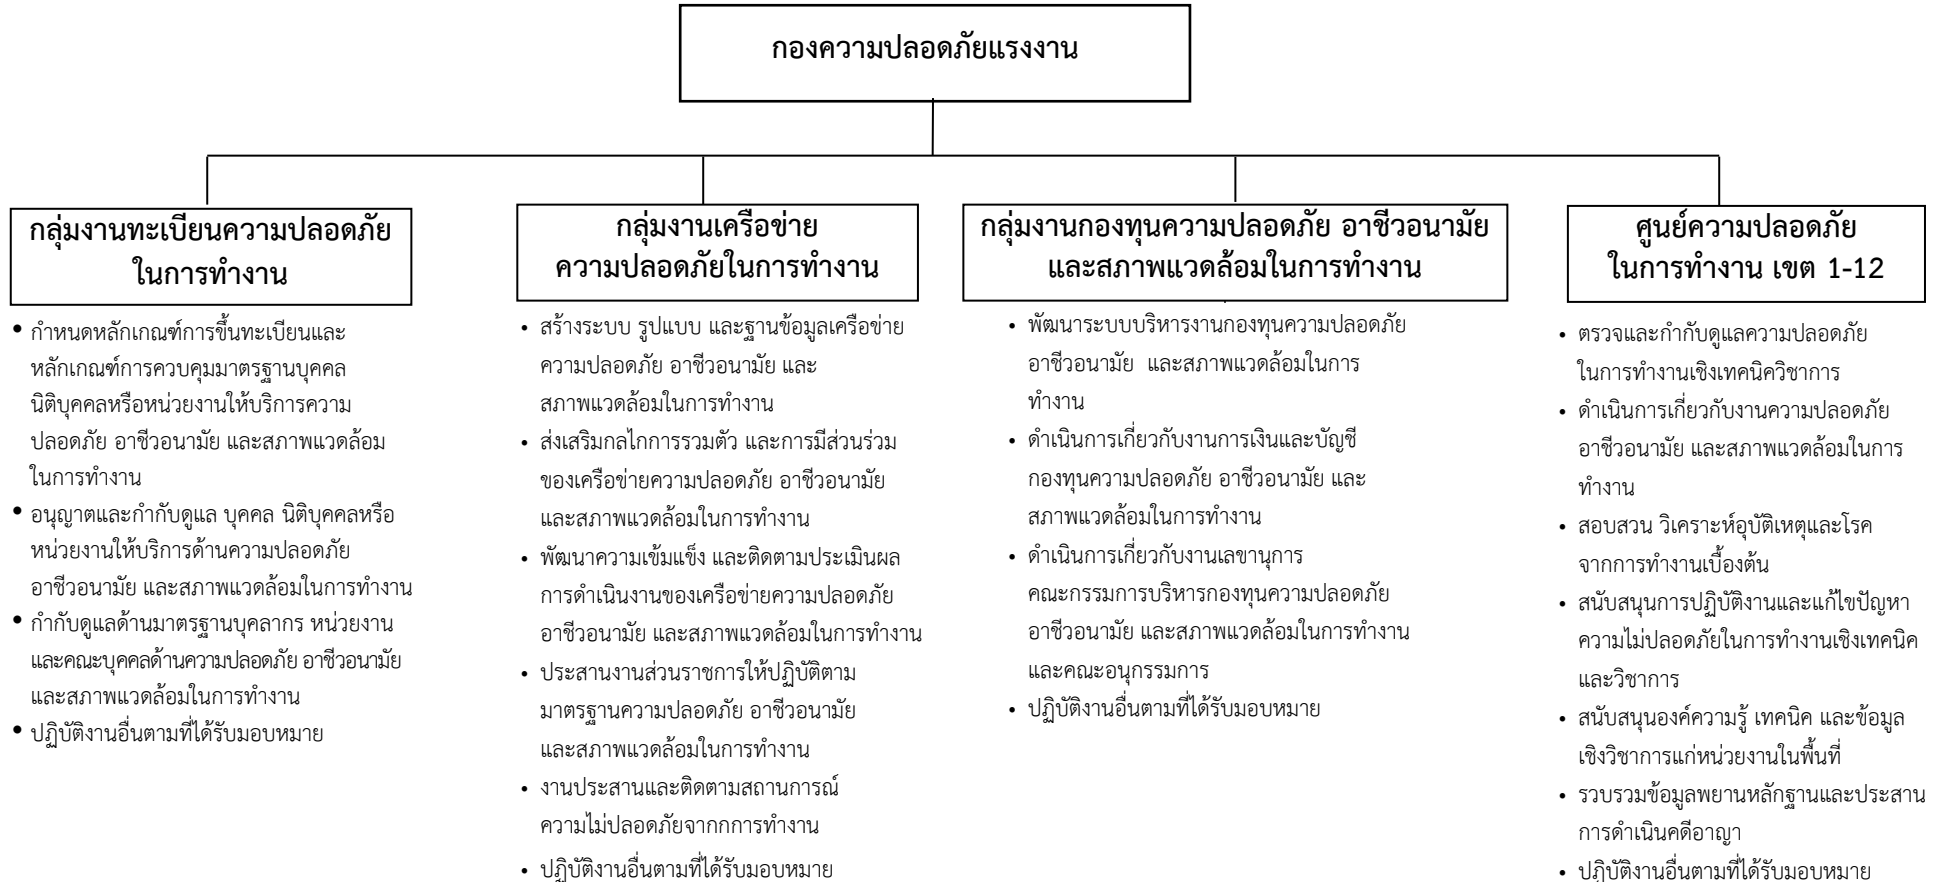 กองความปลอดภัยแรงงาน
กลุ่มงานทะเบียนความปลอดภัย
ในการทำงาน
• กำหนดหลักเกณฑ์การขึ้นทะเบียนและ
หลักเกณฑ์การควบคุมมาตรฐานบุคคล
นิติบุคคลหรือหน่วยงานให้บริการความ
ปลอดภัย อาชีวอนามัย และสภาพแวดล้อม
ในการทำงาน
• อนุญาตและกำกับดูแล บุคคล นิติบุคคลหรือ
หน่วยงานให้บริการด้านความปลอดภัย
อาชีวอนามัย และสภาพแวดล้อมในการทำงาน
• กำกับดูแลด้านมาตรฐานบุคลากร หน่วยงาน
และคณะบุคคลด้านความปลอดภัย อาชีวอนามัย
และสภาพแวดล้อมในการทำงาน
• ปฏิบัติงานอื่นตามที่ได้รับมอบหมาย
กลุ่มงานเครือข่าย
ความปลอดภัยในการทำงาน
• สร้างระบบ รูปแบบ และฐานข้อมูลเครือข่าย
ความปลอดภัย อาชีวอนามัย และ
สภาพแวดล้อมในการทำงาน
• ส่งเสริมกลไกการรวมตัว และการมีส่วนร่วม
ของเครือข่ายความปลอดภัย อาชีวอนามัย
และสภาพแวดล้อมในการทำงาน
• พัฒนาความเข้มแข็ง และติดตามประเมินผล
การดำเนินงานของเครือข่ายความปลอดภัย
อาชีวอนามัย และสภาพแวดล้อมในการทำงาน
• ประสานงานส่วนราชการให้ปฏิบัติตาม
มาตรฐานความปลอดภัย อาชีวอนามัย
และสภาพแวดล้อมในการทำงาน
• งานประสานและติดตามสถานการณ์
ความไม่ปลอดภัยจากกการทำงาน
• ปฏิบัติงานอื่นตามที่ได้รับมอบหมาย
กลุ่มงานกองทุนความปลอดภัย อาชีวอนามัย
และสภาพแวดล้อมในการทำงาน
• พัฒนาระบบบริหารงานกองทุนความปลอดภัย
อาชีวอนามัย และสภาพแวดล้อมในการ
ทำงาน
• ดำเนินการเกี่ยวกับงานการเงินและบัญชี
กองทุนความปลอดภัย อาชีวอนามัย และ
สภาพแวดล้อมในการทำงาน
• ดำเนินการเกี่ยวกับงานเลขานุการ
คณะกรรมการบริหารกองทุนความปลอดภัย
อาชีวอนามัย และสภาพแวดล้อมในการทำงาน
และคณะอนุกรรมการ
• ปฏิบัติงานอื่นตามที่ได้รับมอบหมาย
ศูนย์ความปลอดภัย
ในการทำงาน เขต 1-12
• ตรวจและกำกับดูแลความปลอดภัย
ในการทำงานเชิงเทคนิควิชาการ
• ดำเนินการเกี่ยวกับงานความปลอดภัย
อาชีวอนามัย และสภาพแวดล้อมในการ
ทำงาน
• สอบสวน วิเคราะห์อุบัติเหตุและโรค
จากการทำงานเบื้องต้น
• สนับสนุนการปฏิบัติงานและแก้ไขปัญหา
ความไม่ปลอดภัยในการทำงานเชิงเทคนิค
และวิชาการ
• สนับสนุนองค์ความรู้ เทคนิค และข้อมูล
เชิงวิชาการแก่หน่วยงานในพื้นที่
• รวบรวมข้อมูลพยานหลักฐานและประสาน
การดำเนินคดีอาญา
• ปฏิบัติงานอื่นตามที่ได้รับมอบหมาย